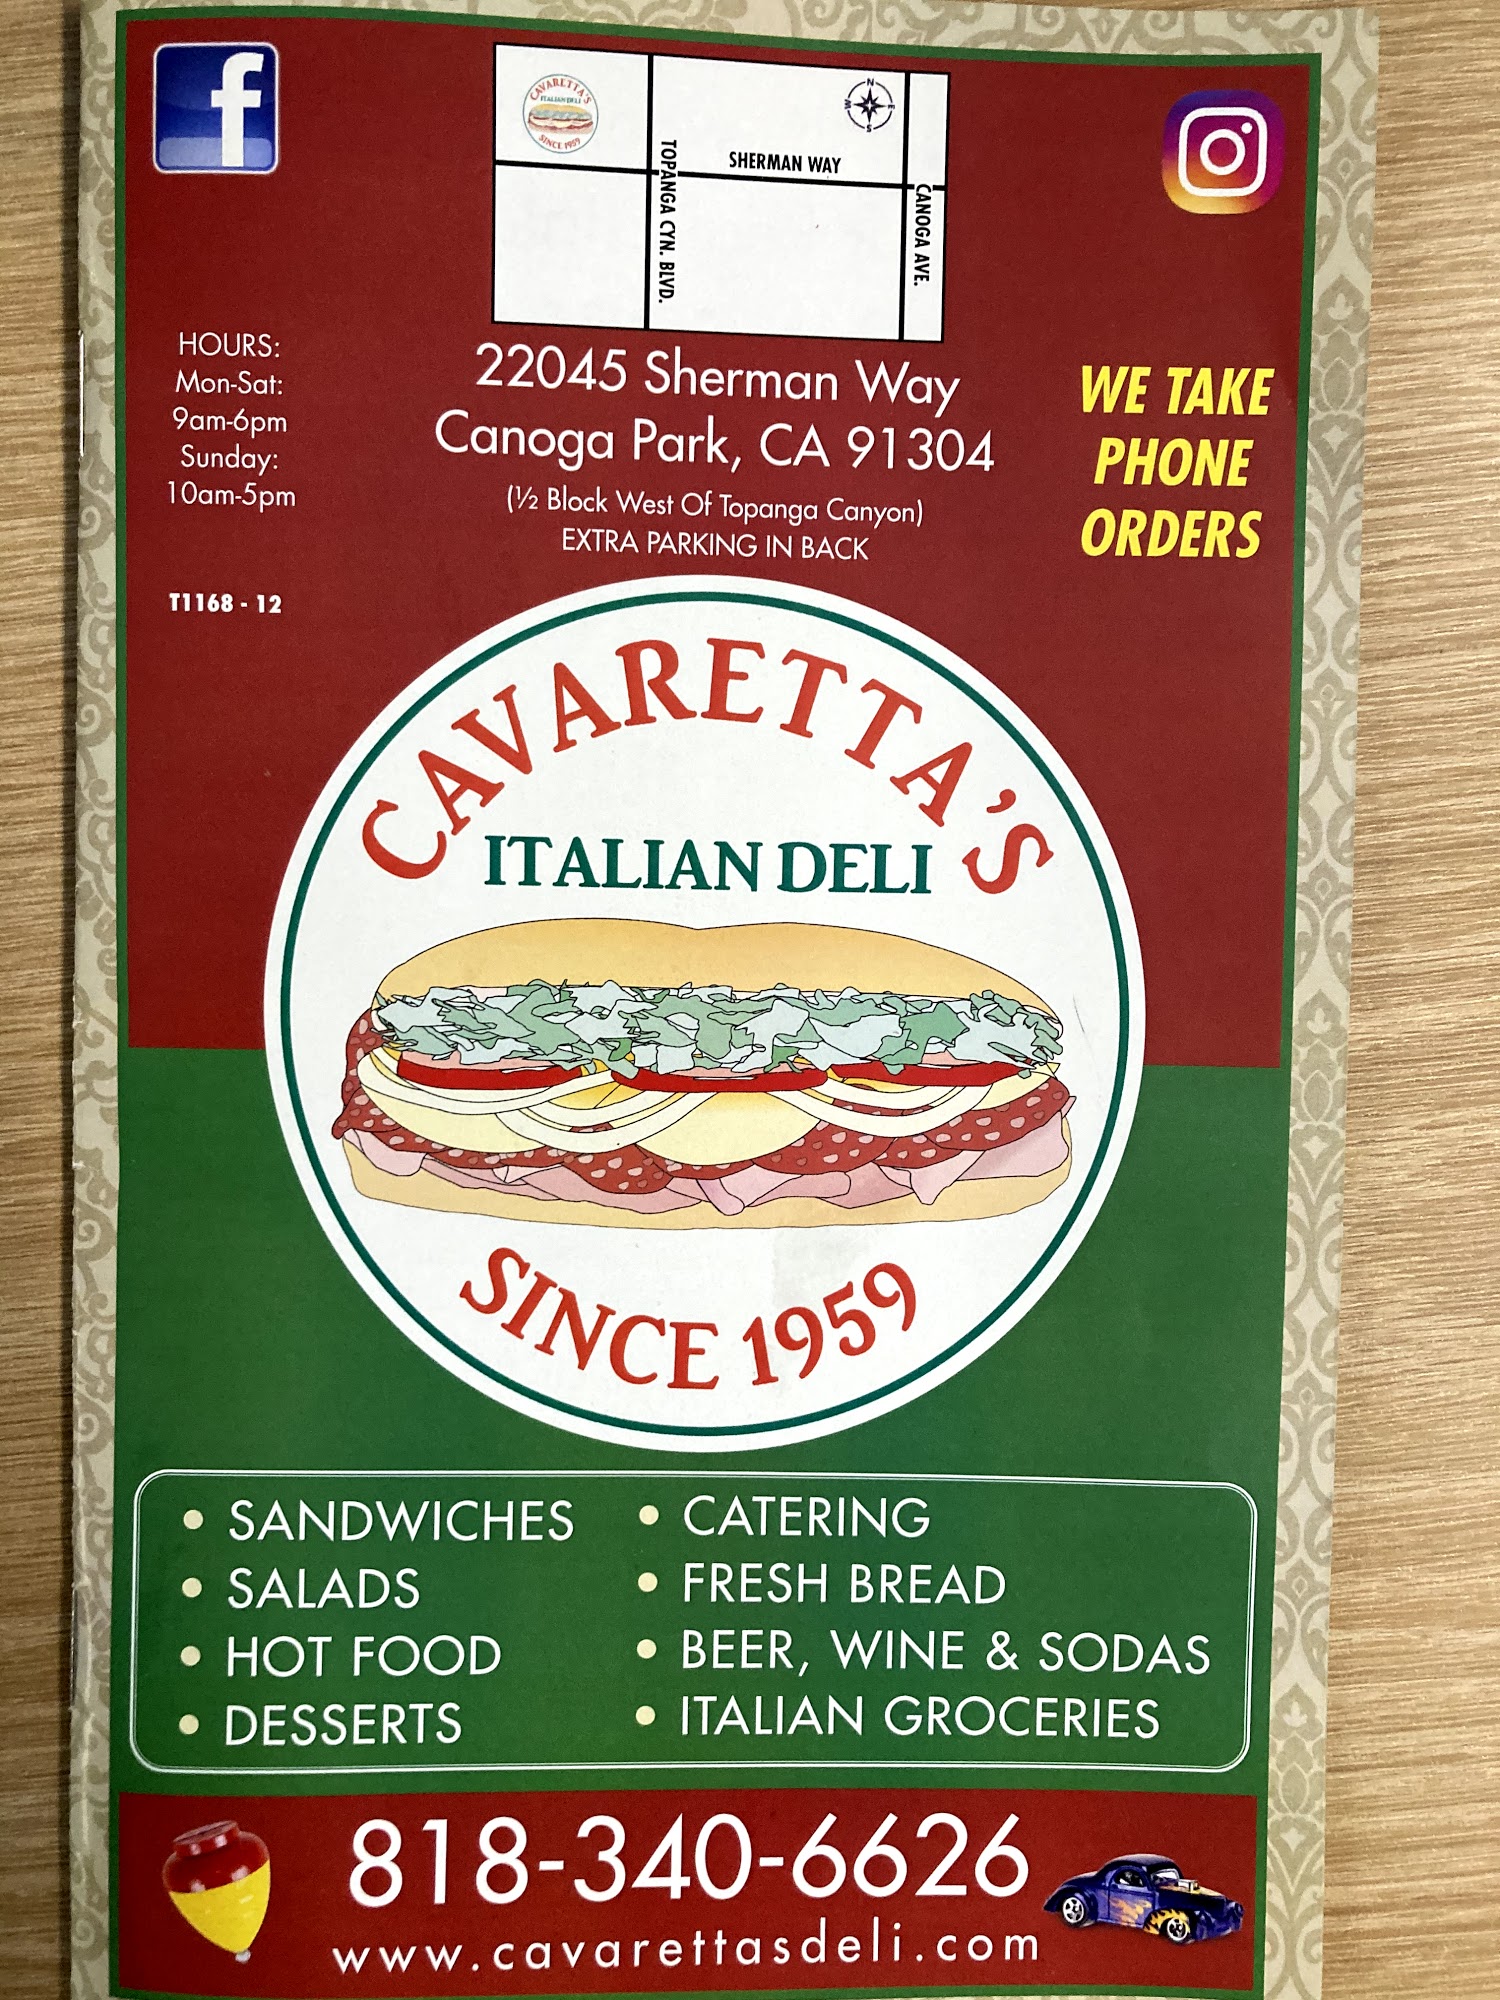 f
CAVARETTA'S
ITALIAN DELI
SINCE 1959
N
E
S
W
SHERMAN WAY
TOPANGA CYN. BLVD.
CANOGA AVE.
HOURS:
Mon-Sat:
9am-6pm
Sunday:
10am-5pm
T1168 - 12
22045 Sherman Way
Canoga Park, CA 91304
(½ Block West Of Topanga Canyon)
EXTRA PARKING IN BACK
WE TAKE
PHONE
ORDERS
CAVARETTA'S
ITALIAN DELI
SINCE 1959
• SANDWICHES
• SALADS
• HOT FOOD
• DESSERTS
• CATERING
• FRESH BREAD
• BEER, WINE & SODAS
• ITALIAN GROCERIES
818-340-6626
www.cavarettasdeli.com